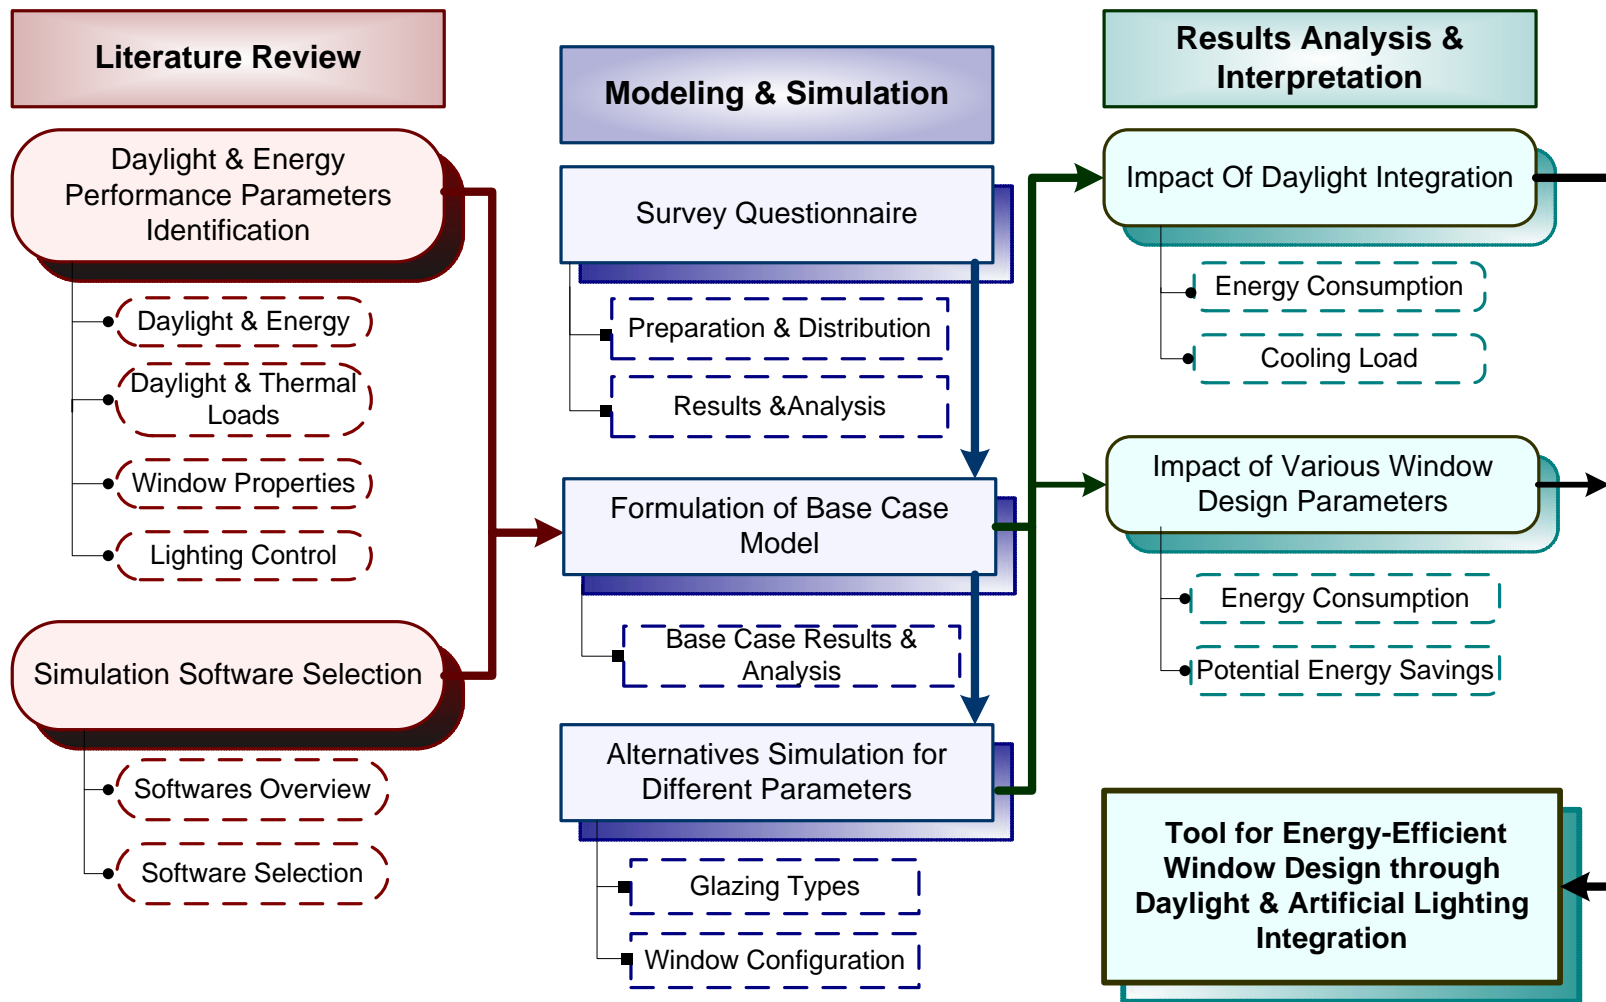 Literature Review
Daylight & Energy
Performance Parameters
Identification
Daylight & Energy
Daylight & Thermal
Loads
Window Properties
Lighting Control
Simulation Software Selection
Softwares Overview
Software Selection
Modeling & Simulation
Survey Questionnaire
Preparation & Distribution
Results &Analysis
Formulation of Base Case
Model
Base Case Results &
Analysis
Alternatives Simulation for
Different Parameters
Glazing Types
Window Configuration
Results Analysis &
Interpretation
Impact Of Daylight Integration
Energy Consumption
Cooling Load
Impact of Various Window
Design Parameters
Energy Consumption
Potential Energy Savings
Tool for Energy-Efficient
Window Design through
Daylight & Artificial Lighting
Integration